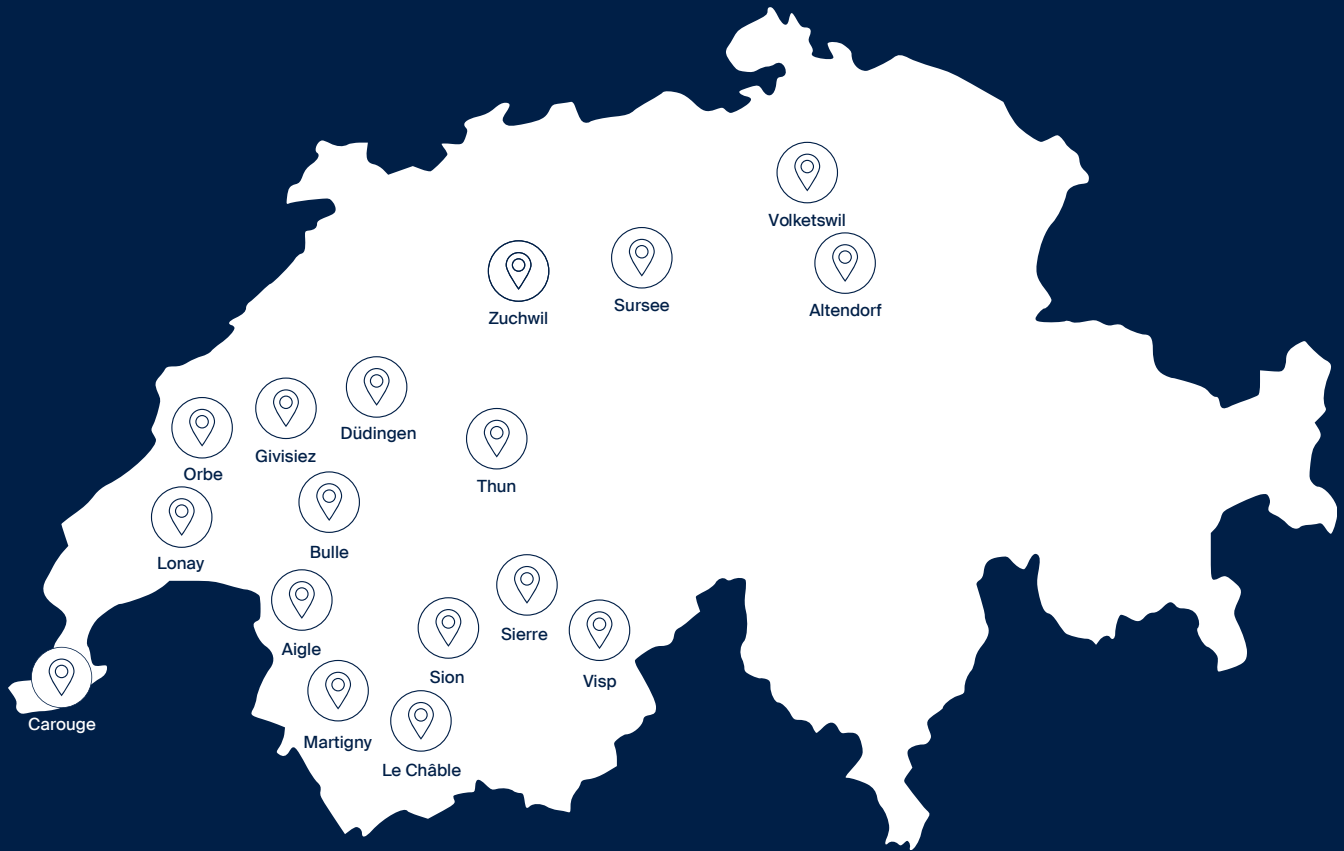 Volketswil
Sursee
Altendorf
Zuchwil
Düdingen
Givisiez
Orbe
Thun
Bulle
Lonay
Sierre
Aigle
Sion
Visp
Carouge
Martigny
Le Châble